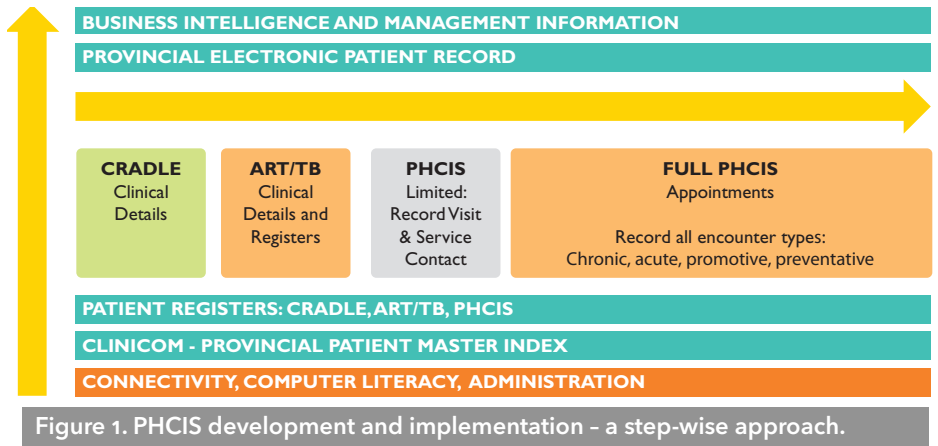 BUSINESS INTELLIGENCE AND MANAGEMENT INFORMATION
PROVINCIAL ELECTRONIC PATIENT RECORD
CRADLE
Clinical
Details
ART/TB
Clinical
Details and
Registers
PHCIS
Limited:
Record Visit
& Service
Contact
FULL PHCIS
Appointments
Record all encounter types:
Chronic, acute, promotive, preventative
PATIENT REGISTERS: CRADLE, ART/TB, PHCIS
CLINICOM - PROVINCIAL PATIENT MASTER INDEX
CONNECTIVITY, COMPUTER LITERACY, ADMINISTRATION
Figure 1. PHCIS development and implementation – a step-wise approach.